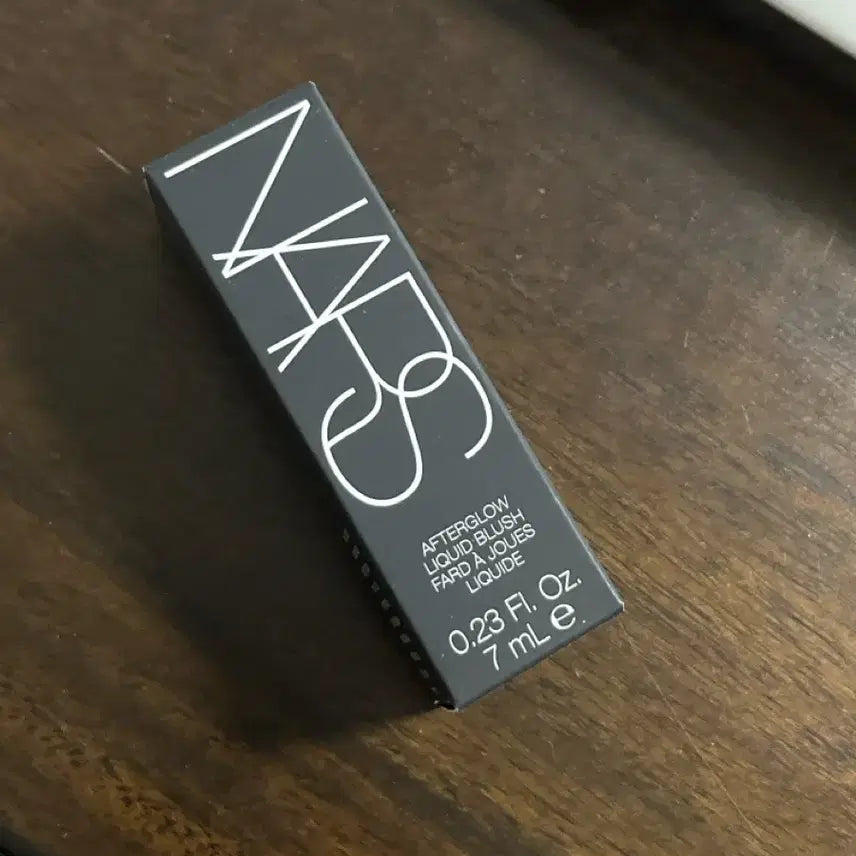 NARS
AFTERGLOW
LIQUID BLUSH
FARD À JOUES
LIQUIDE
0.23 Fl. Oz.
7 mL ℮